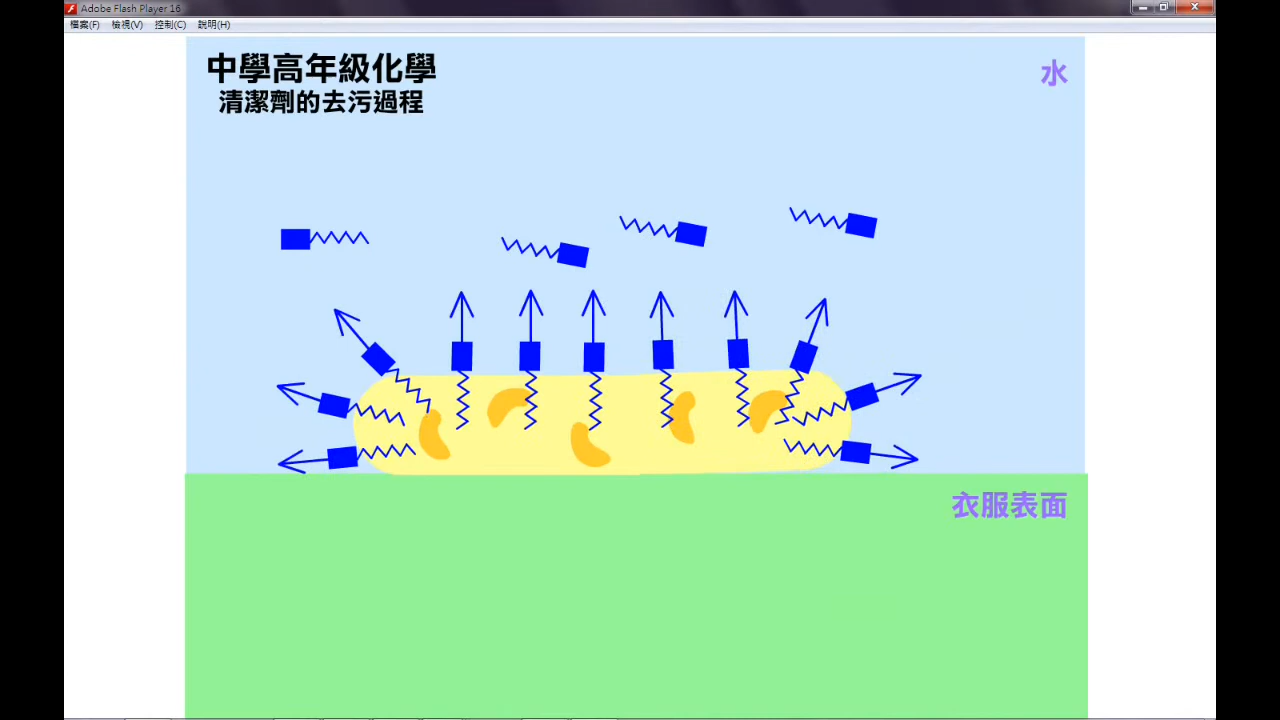 Adobe Flash Player 16
檔案(F) 檢視(V) 控制(C) 說明(H)
中學高年級化學
清潔劑的去污過程
水
衣服表面